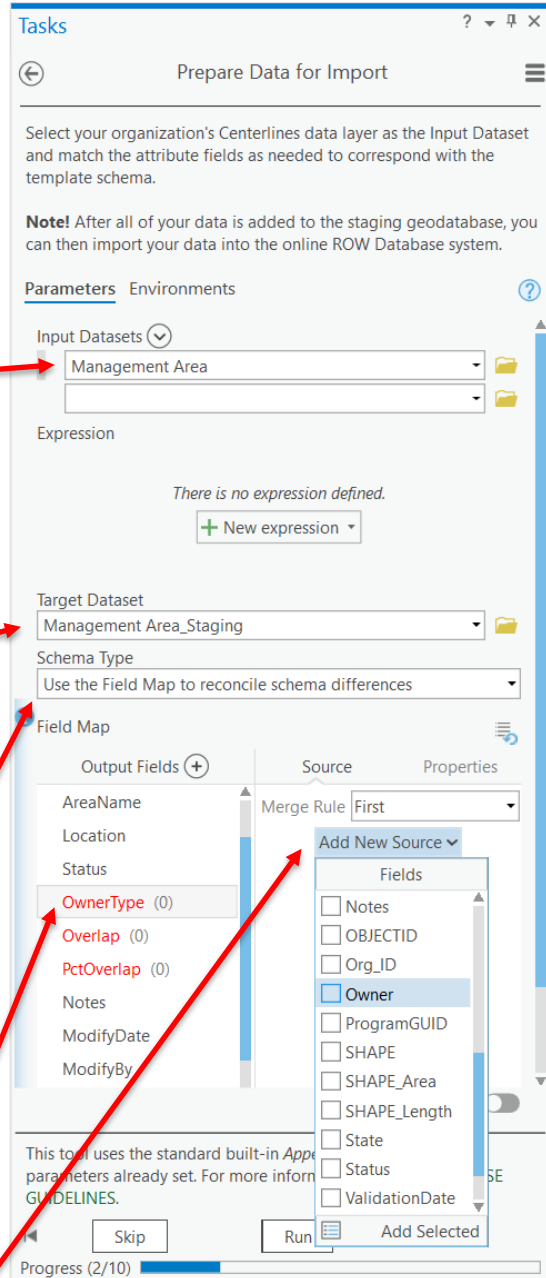 Tasks
Prepare Data for Import
Select your organization's Centerlines data layer as the Input Dataset
and match the attribute fields as needed to correspond with the
template schema.
Note! After all of your data is added to the staging geodatabase, you
can then import your data into the online ROW Database system.
Parameters Environments
Input Datasets
Management Area
Expression
There is no expression defined.
New expression
Target Dataset
Management Area_Staging
Schema Type
Use the Field Map to reconcile schema differences
Field Map
Output Fields
AreaName
Location
Status
OwnerType (0)
Overlap (0)
PctOverlap (0)
Notes
ModifyDate
ModifyBy
Source Properties
Merge Rule First
Add New Source
Fields
Notes
OBJECTID
Org_ID
Owner
ProgramGUID
SHAPE
SHAPE_Area
SHAPE_Length
State
Status
ValidationDate
Add Selected
This tool uses the standard built-in Appe
parameters already set. For more inform SE
GUIDELINES.
Skip Run
Progress (2/10)